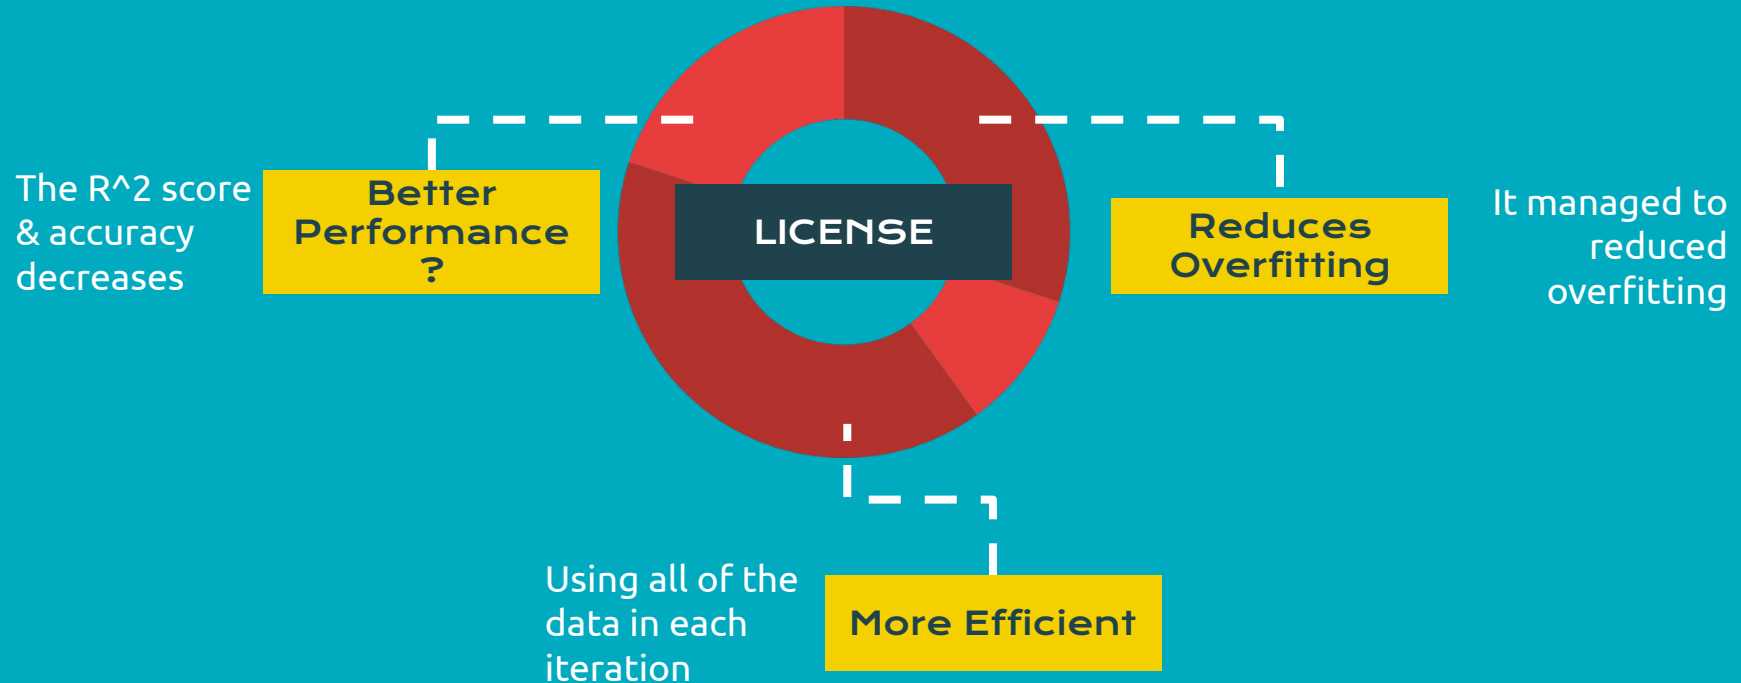 The R^2 score
& accuracy
decreases
Better
Performance
?
LICENSE
Reduces
Overfitting
It managed to
reduced
overfitting
Using all of the
data in each
iteration
More Efficient